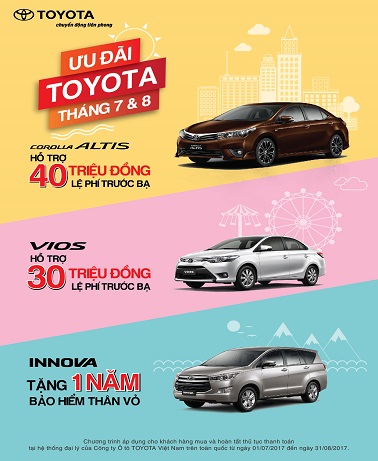 TOYOTA
chuyển động tiên phong
ƯU ĐÃI
TOYOTA
THÁNG 7 & 8
COROLLA ALTIS
HỖ TRỢ
40 TRIỆU ĐỒNG
LỆ PHÍ TRƯỚC BẠ
VIOS
HỖ TRỢ
30 TRIỆU ĐỒNG
LỆ PHÍ TRƯỚC BẠ
INNOVA
TẶNG 1 NĂM
BẢO HIỂM THÂN VỎ
Chương trình áp dụng cho khách hàng mua và hoàn tất thủ tục thanh toán
tại hệ thống đại lý của Công ty Ô tô TOYOTA Việt Nam trên toàn quốc từ ngày 01/07/2017 đến ngày 31/08/2017.